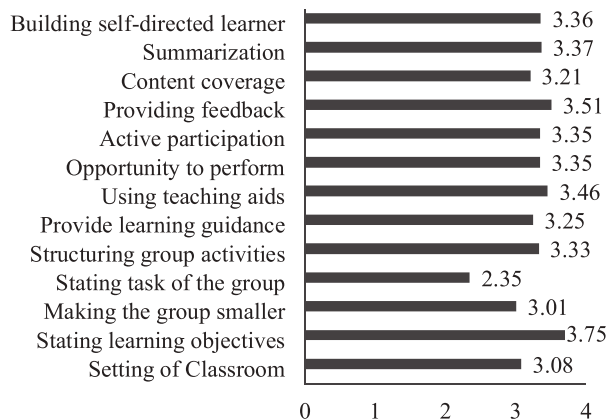 Building self-directed learner 3.36
Summarization 3.37
Content coverage 3.21
Providing feedback 3.51
Active participation 3.35
Opportunity to perform 3.35
Using teaching aids 3.46
Provide learning guidance 3.25
Structuring group activities 3.33
Stating task of the group 2.35
Making the group smaller 3.01
Stating learning objectives 3.75
Setting of Classroom 3.08
0 1 2 3 4